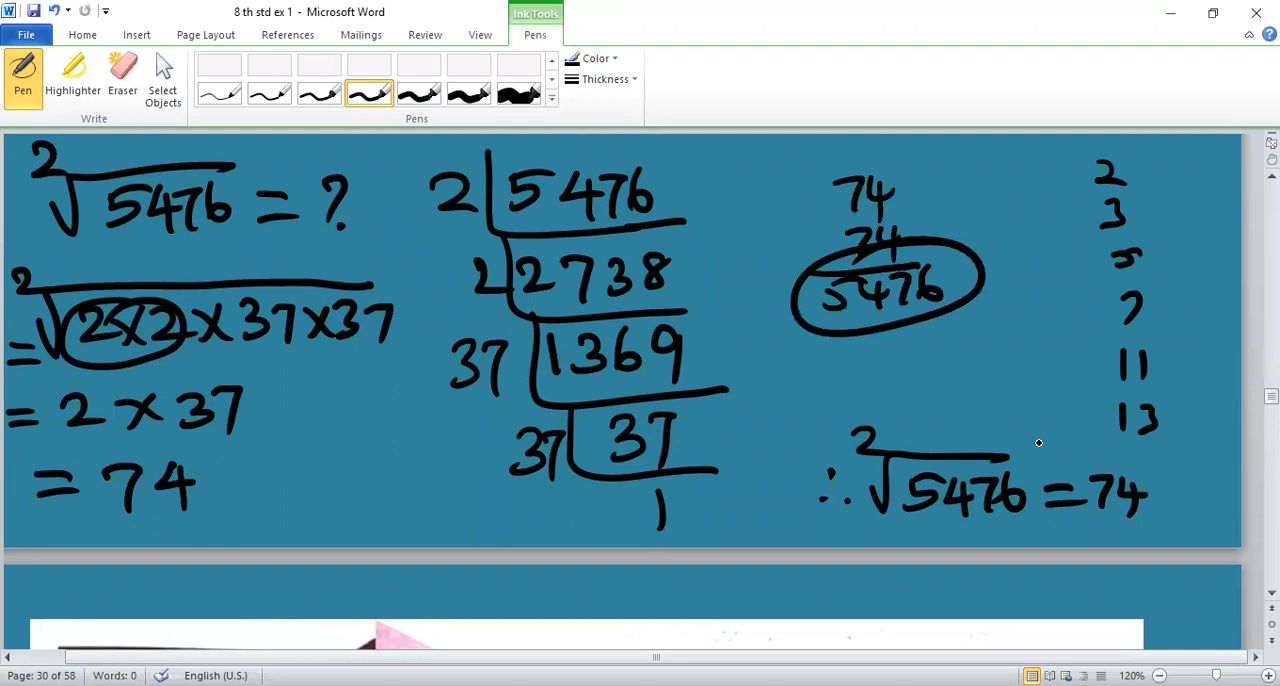 8 th std ex 1 - Microsoft Word
Ink Tools
File Home Insert Page Layout References Mailings Review View Pens
Pen Highlighter Eraser Select Objects
Color
Thickness
Write Pens
²√5476 = ?
= ²√2×2×37×37
= 2×37
= 74
2 | 5476
2 | 2738
37 | 1369
37 | 37
1
74
74
5476
2
3
5
7
11
13
∴ ²√5476 = 74
Page: 30 of 58 Words: 0 English (U.S.) 120%